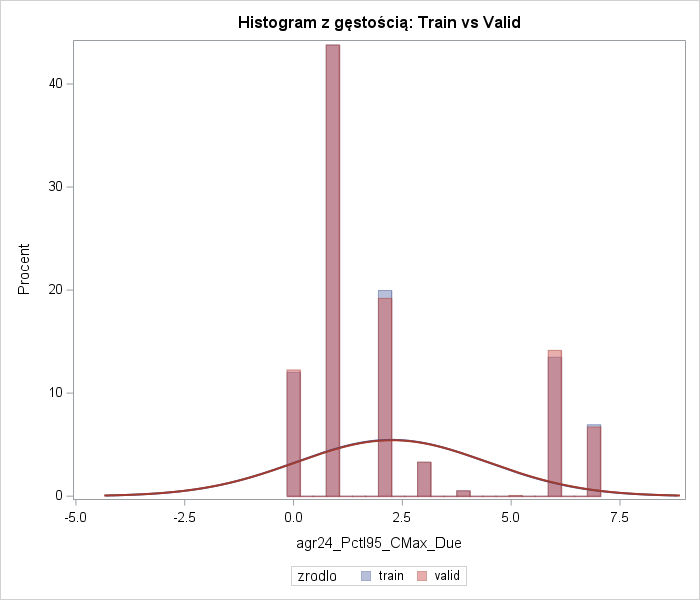 Histogram z gęstością: Train vs Valid
Procent
40
30
20
10
0
-5.0 -2.5 0.0 2.5 5.0 7.5
agr24_Pctl95_CMax_Due
zrodlo train valid